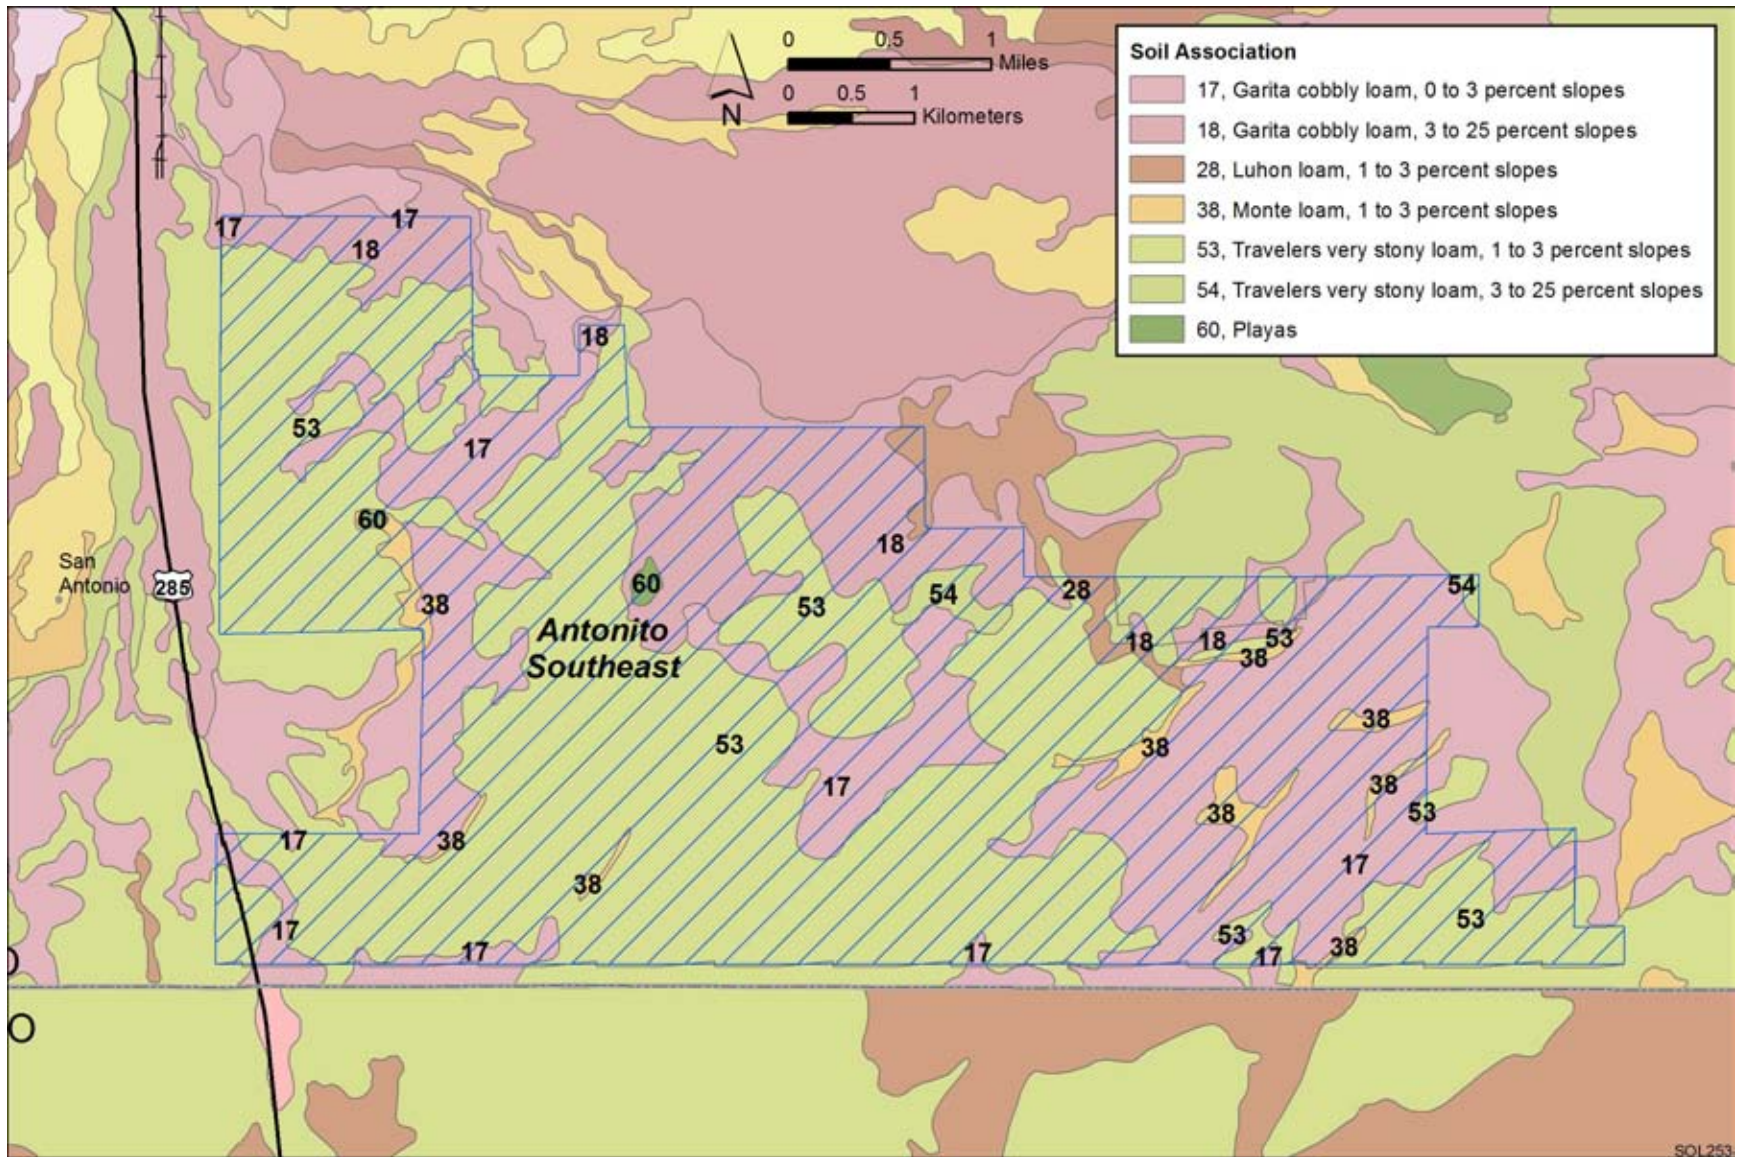 0 0.5 1
Miles
0 0.5 1
Kilometers
N
Soil Association
17, Garita cobbly loam, 0 to 3 percent slopes
18, Garita cobbly loam, 3 to 25 percent slopes
28, Luhon loam, 1 to 3 percent slopes
38, Monte loam, 1 to 3 percent slopes
53, Travelers very stony loam, 1 to 3 percent slopes
54, Travelers very stony loam, 3 to 25 percent slopes
60, Playas
17
17
18
18
53
17
60
18
San
Antonio
285
60
54
28
54
38
53
Antonito
Southeast
18
18
53
38
38
53
38
17
38
38
53
17
38
17
38
53
17
53
17
17
17
38
O
SOL253